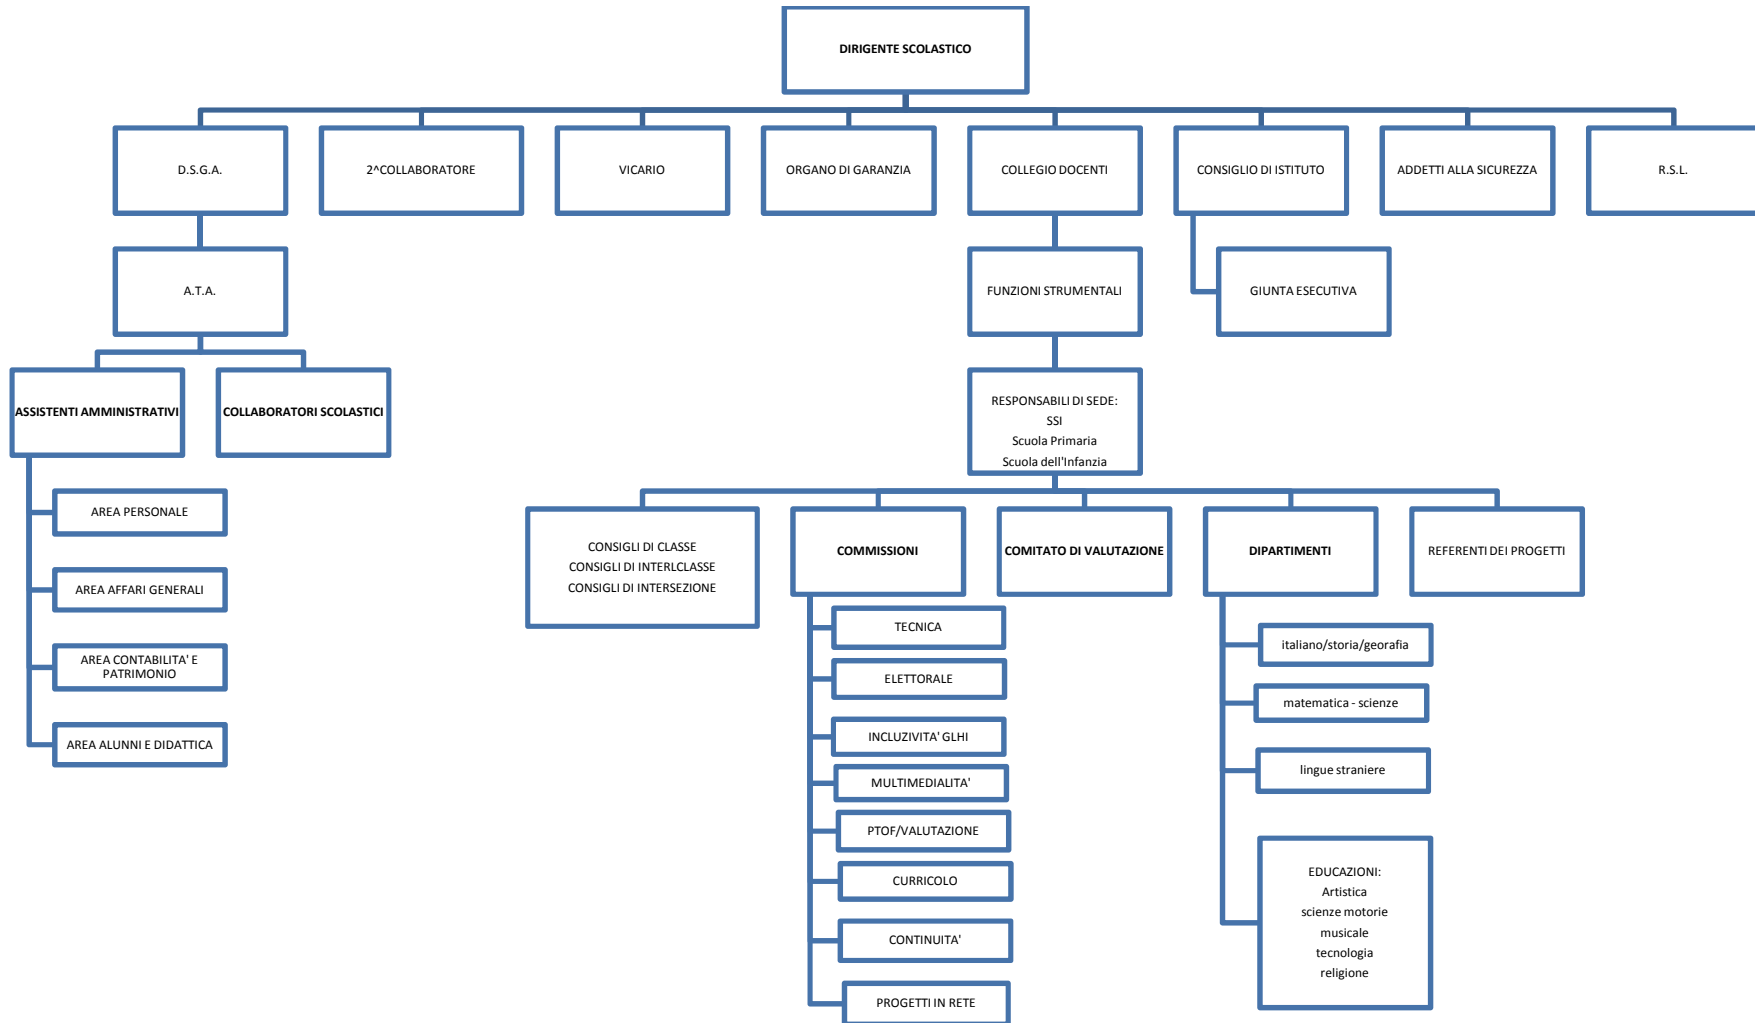 DIRIGENTE SCOLASTICO
D.S.G.A.
2^COLLABORATORE
VICARIO
ORGANO DI GARANZIA
COLLEGIO DOCENTI
CONSIGLIO DI ISTITUTO
ADDETTI ALLA SICUREZZA
R.S.L.
A.T.A.
FUNZIONI STRUMENTALI
GIUNTA ESECUTIVA
ASSISTENTI AMMINISTRATIVI
COLLABORATORI SCOLASTICI
RESPONSABILI DI SEDE:
SSI
Scuola Primaria
Scuola dell'Infanzia
AREA PERSONALE
AREA AFFARI GENERALI
AREA CONTABILITA' E
PATRIMONIO
AREA ALUNNI E DIDATTICA
CONSIGLI DI CLASSE
CONSIGLI DI INTERLCLASSE
CONSIGLI DI INTERSEZIONE
COMMISSIONI
COMITATO DI VALUTAZIONE
DIPARTIMENTI
REFERENTI DEI PROGETTI
TECNICA
ELETTORALE
INCLUZIVITA' GLHI
MULTIMEDIALITA'
PTOF/VALUTAZIONE
CURRICOLO
CONTINUITA'
PROGETTI IN RETE
italiano/storia/georafia
matematica - scienze
lingue straniere
EDUCAZIONI:
Artistica
scienze motorie
musicale
tecnologia
religione